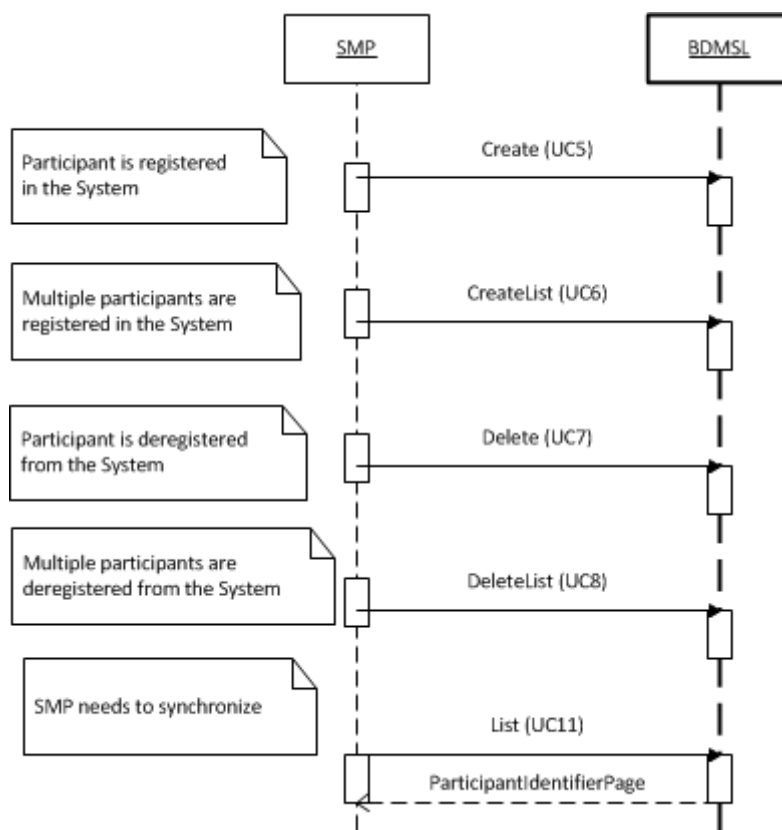 SMP
BDMSL
Participant is registered
in the System
Create (UC5)
Multiple participants are
registered in the System
CreateList (UC6)
Participant is deregistered
from the System
Delete (UC7)
Multiple participants are
deregistered from the System
DeleteList (UC8)
SMP needs to synchronize
List (UC11)
ParticipantIdentifierPage